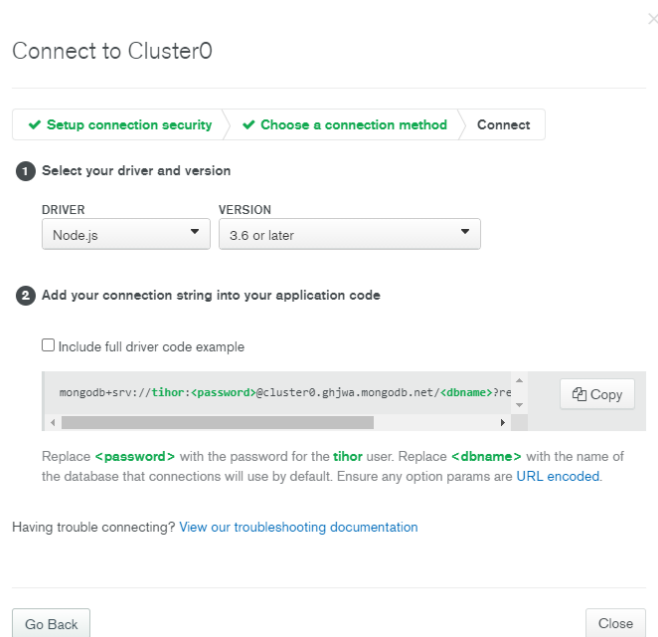 Connect to Cluster0
Setup connection security
Choose a connection method
Connect
1 Select your driver and version
DRIVER
VERSION
Node.js
3.6 or later
2 Add your connection string into your application code
Include full driver code example
mongodb+srv://tihor:<password>@cluster0.ghjwa.mongodb.net/<dbname>?re
Copy
Replace <password> with the password for the tihor user. Replace <dbname> with the name of
the database that connections will use by default. Ensure any option params are URL encoded.
Having trouble connecting? View our troubleshooting documentation
Go Back
Close